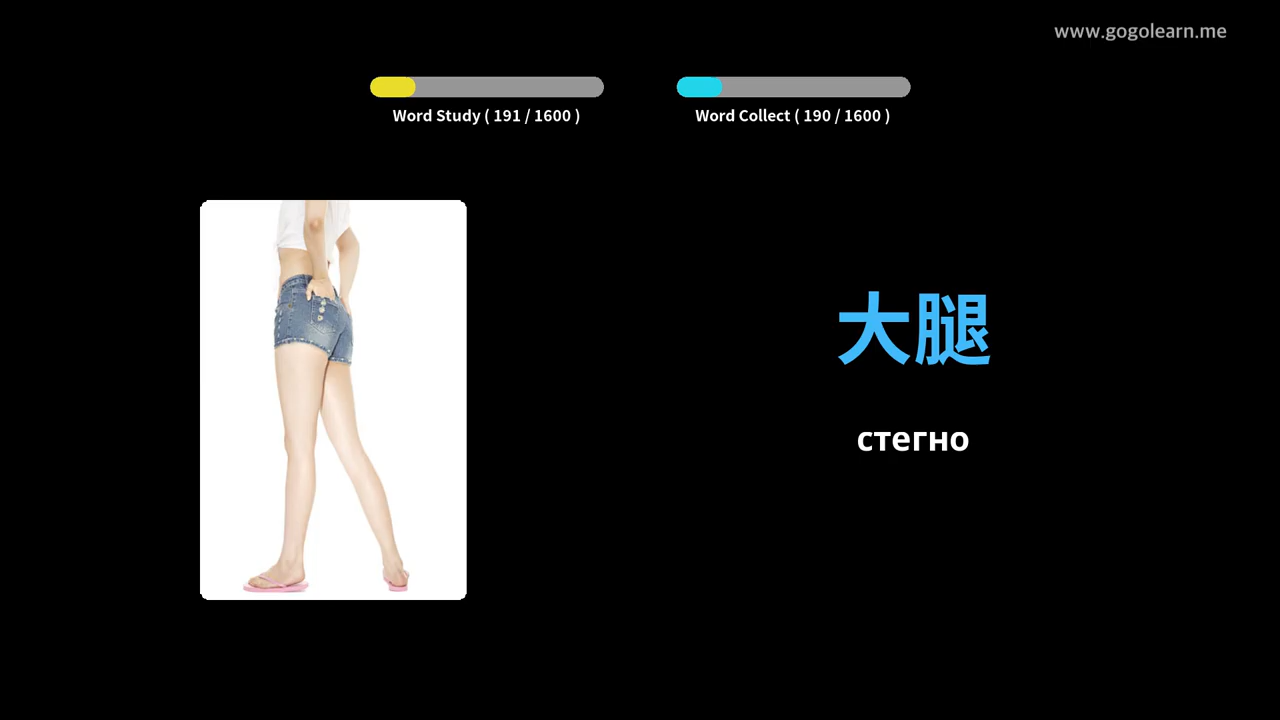 www.gogolearn.me
Word Study ( 191 / 1600 )
Word Collect ( 190 / 1600 )
大腿
стегно